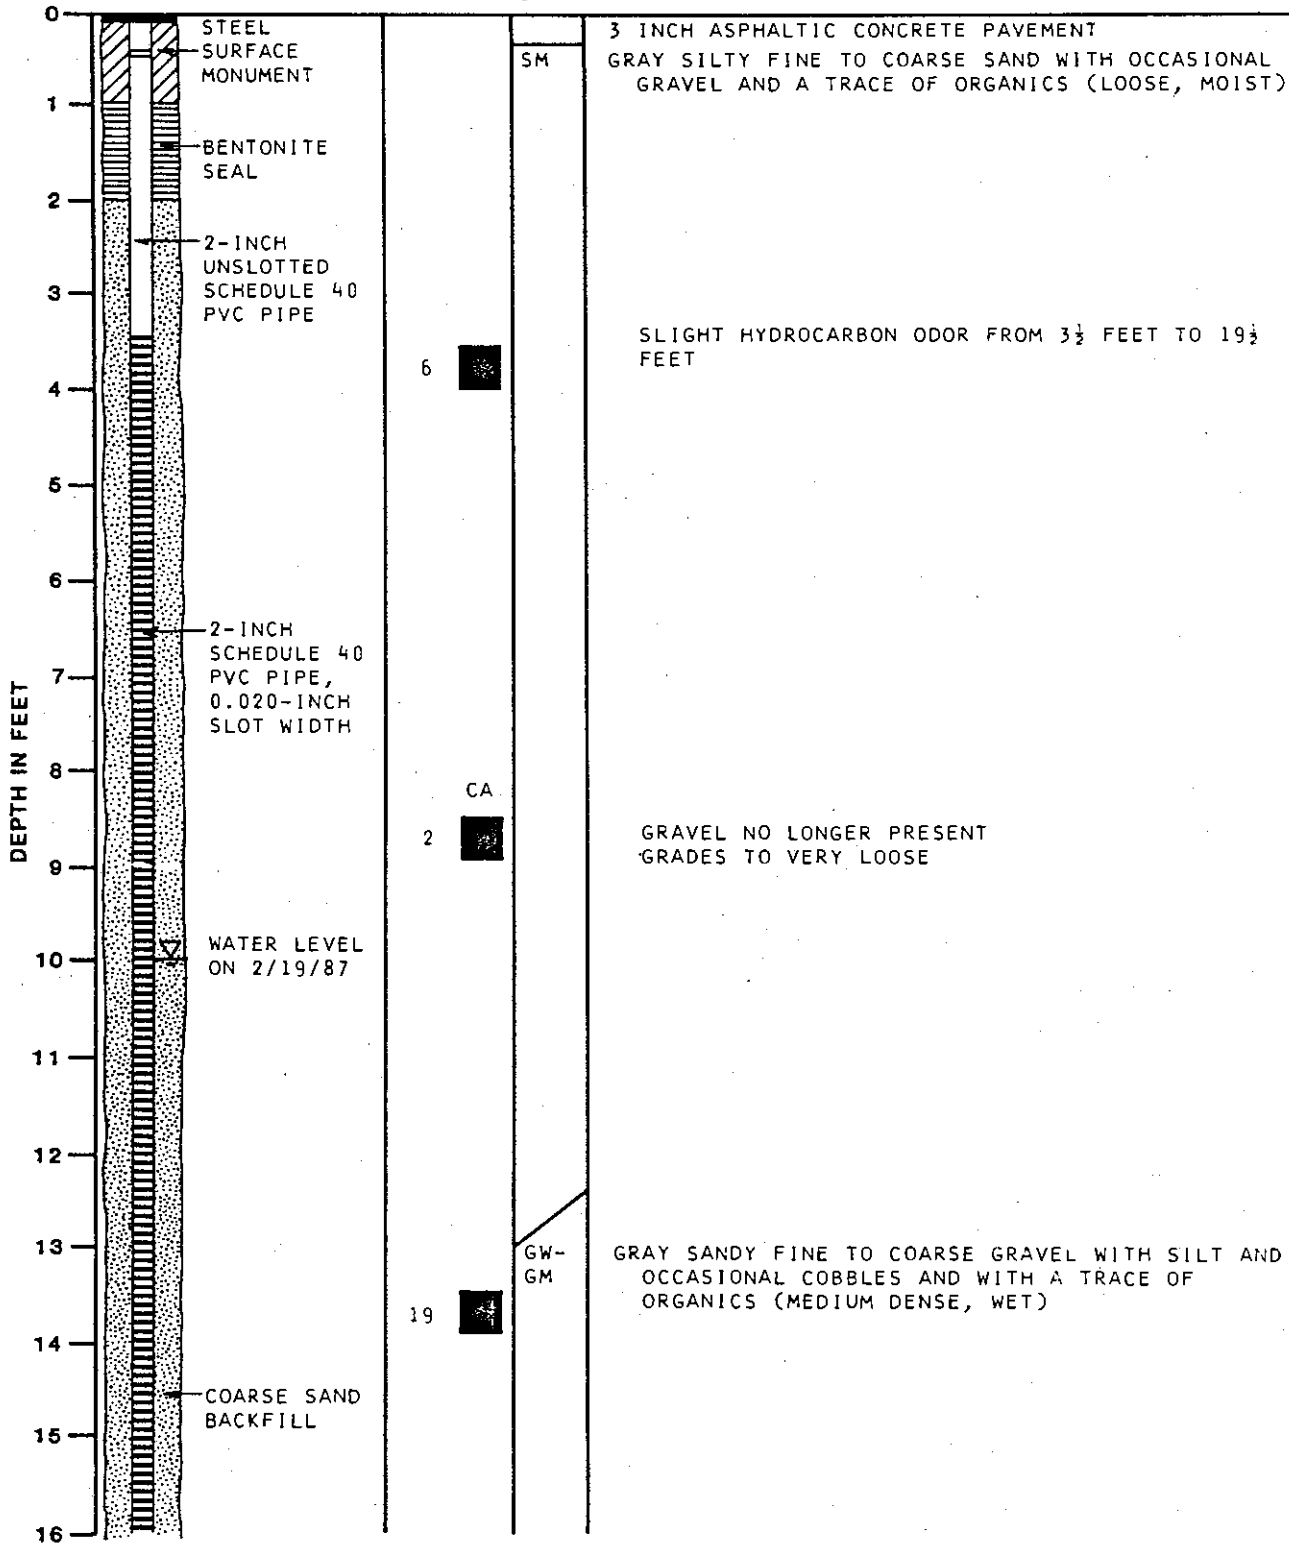 0
STEEL
SURFACE
MONUMENT
3 INCH ASPHALTIC CONCRETE PAVEMENT
SM
GRAY SILTY FINE TO COARSE SAND WITH OCCASIONAL
GRAVEL AND A TRACE OF ORGANICS (LOOSE, MOIST)
1
BENTONITE
SEAL
2
2-INCH
UNSLOTTED
SCHEDULE 40
PVC PIPE
3
SLIGHT HYDROCARBON ODOR FROM 3½ FEET TO 19½
FEET
6
4
5
6
2-INCH
SCHEDULE 40
PVC PIPE,
0.020-INCH
SLOT WIDTH
7
DEPTH IN FEET
8
CA
2
GRAVEL NO LONGER PRESENT
GRADES TO VERY LOOSE
9
WATER LEVEL
ON 2/19/87
10
11
12
13
GW-
GM
GRAY SANDY FINE TO COARSE GRAVEL WITH SILT AND
OCCASIONAL COBBLES AND WITH A TRACE OF
ORGANICS (MEDIUM DENSE, WET)
19
14
COARSE SAND
BACKFILL
15
16